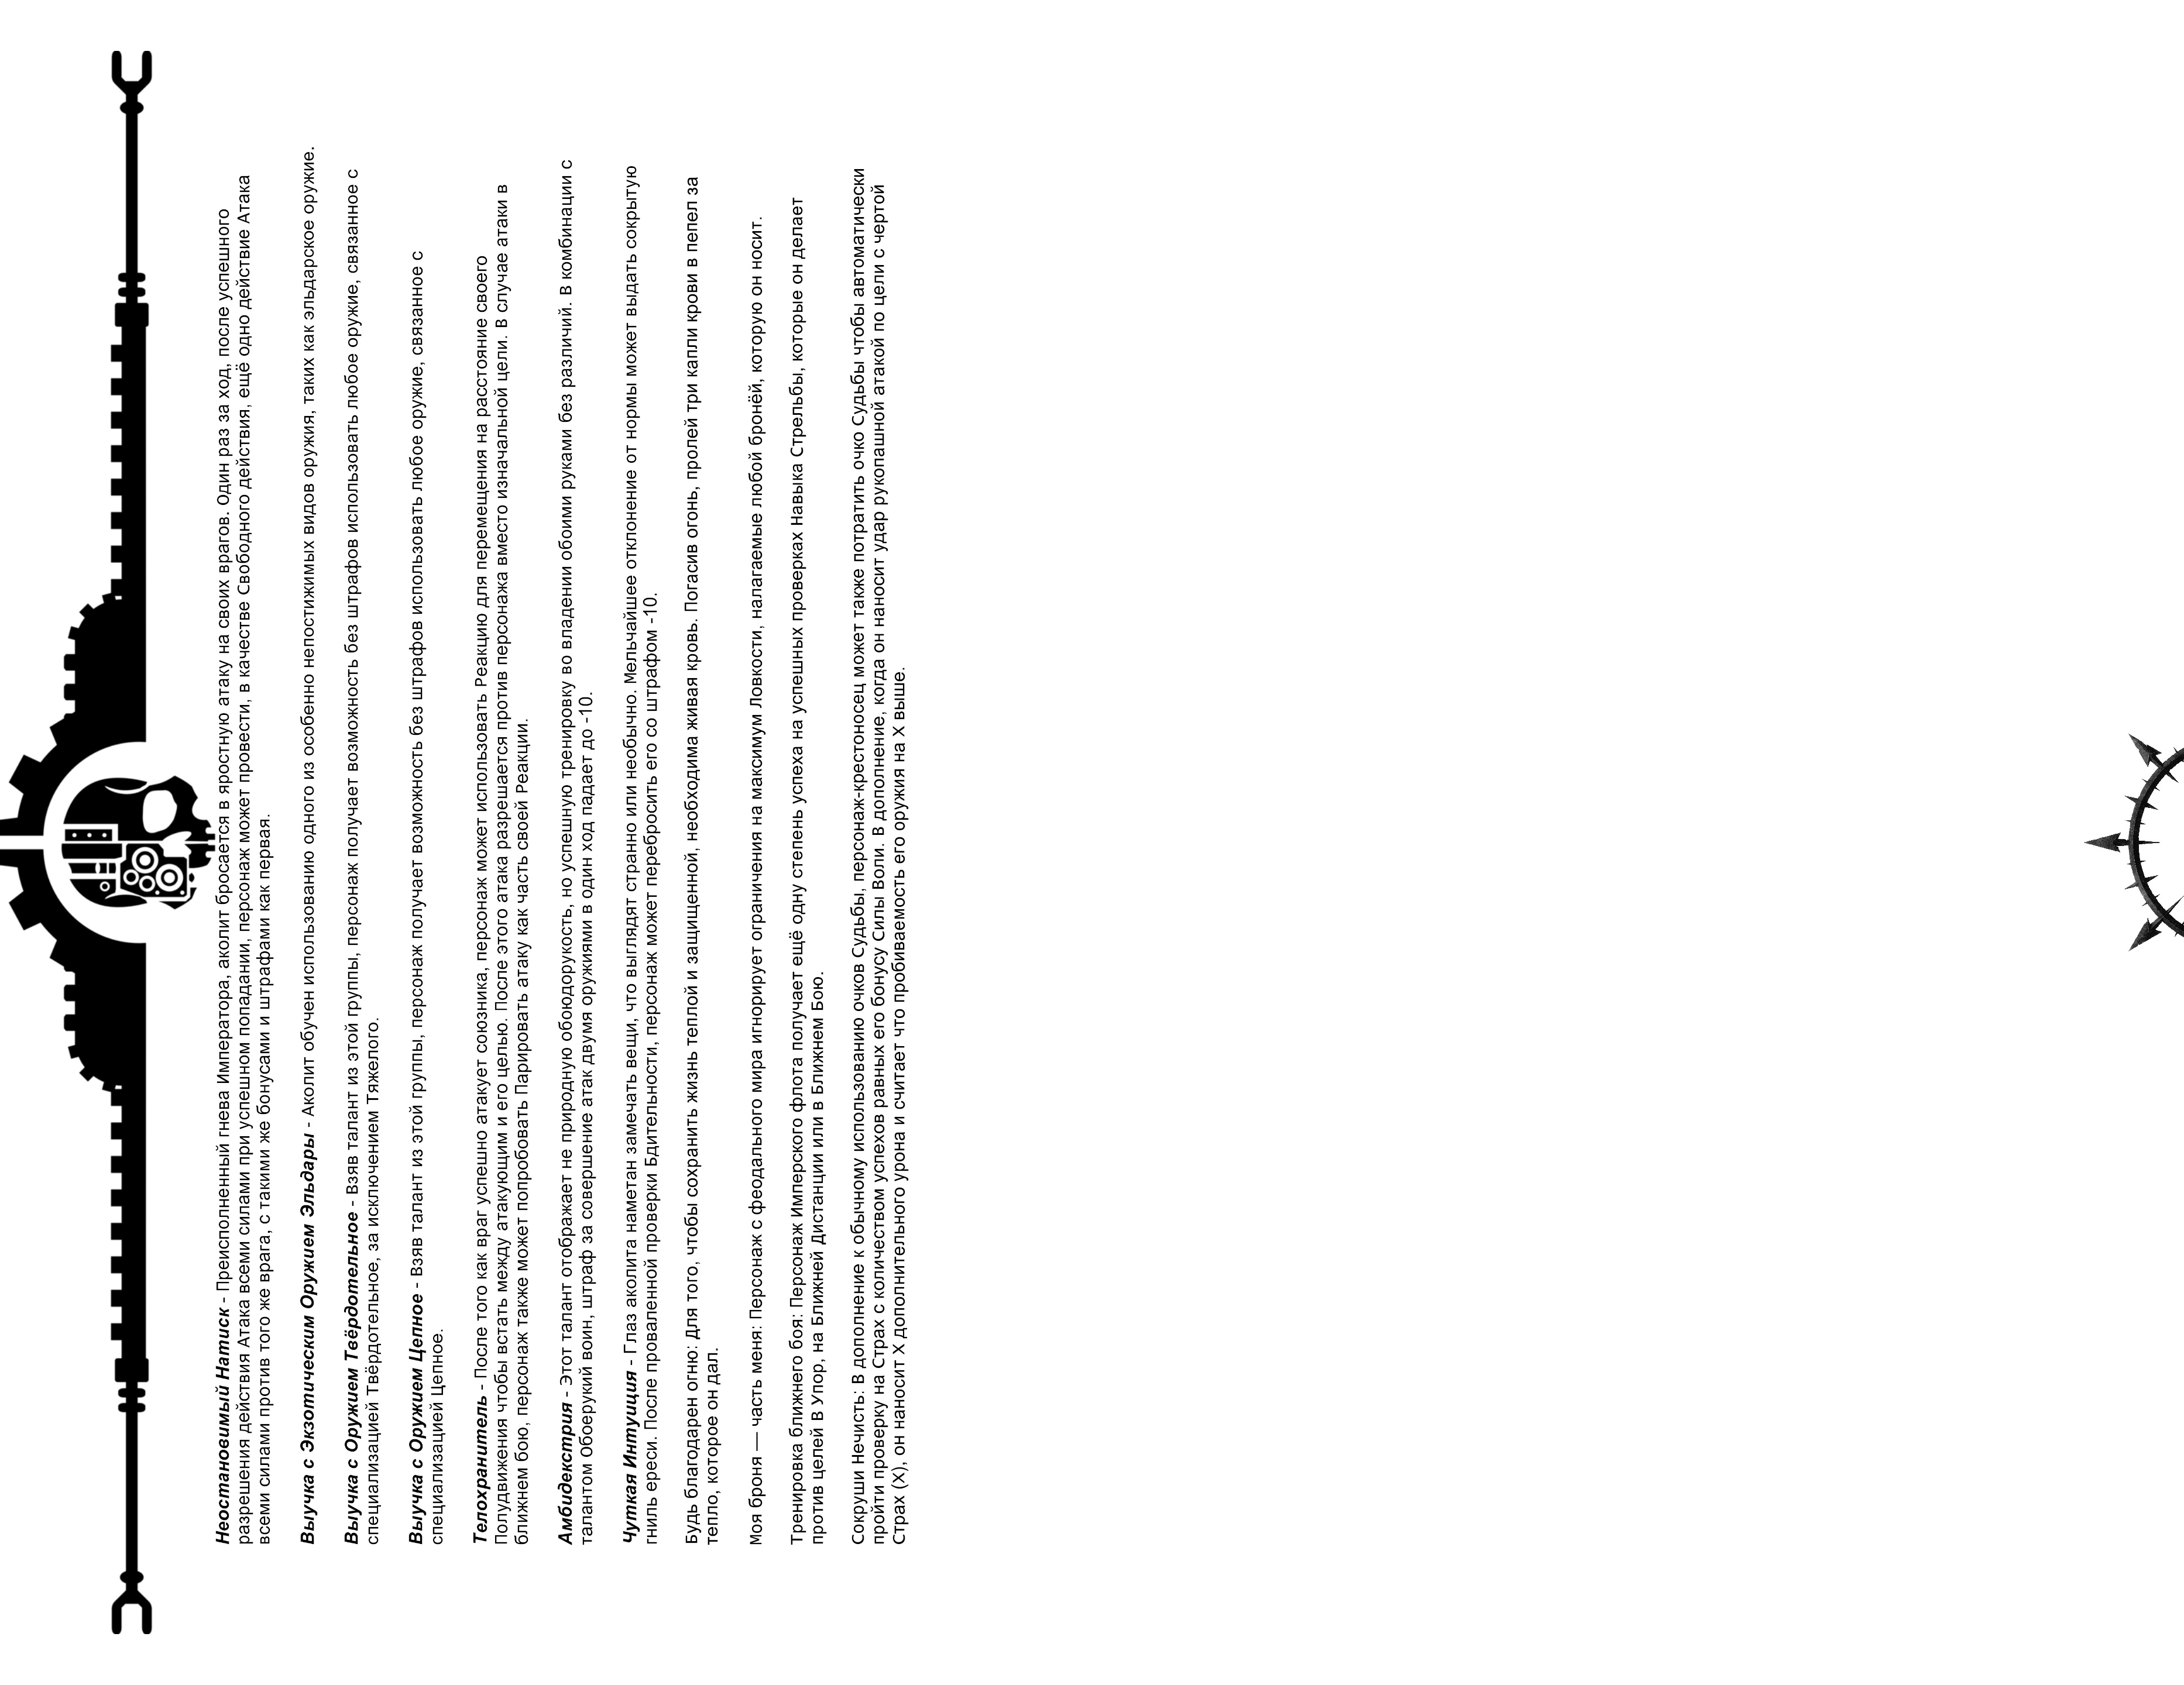 Неостановимый Натиск - Преисполненный гнева Императора, аколит бросается в яростную атаку на своих врагов. Один раз за ход, после успешного
разрешения действия Атака всеми силами при успешном попадании, персонаж может провести, в качестве Свободного действия, ещё одно действие Атака
всеми силами против того же врага, с такими же бонусами и штрафами как первая.
Выучка с Экзотическим Оружием Эльдары - Аколит обучен использованию одного из особенно непостижимых видов оружия, таких как эльдарское оружие.
Выучка с Оружием Твёрдотельное - Взяв талант из этой группы, персонаж получает возможность без штрафов использовать любое оружие, связанное с
специализацией Твёрдотельное, за исключением Тяжелого.
Выучка с Оружием Цепное - Взяв талант из этой группы, персонаж получает возможность без штрафов использовать любое оружие, связанное с
специализацией Цепное.
Телохранитель - После того как враг успешно атакует союзника, персонаж может использовать Реакцию для перемещения на расстояние своего
Полудвижения чтобы встать между атакующим и его целью. После этого атака разрешается против персонажа вместо изначальной цели. В случае атаки в
ближнем бою, персонаж также может попробовать Парировать атаку как часть своей Реакции.
Амбидекстрия - Этот талант отображает не природную обоюдорукость, но успешную тренировку во владении обоими руками без различий. В комбинации с
талантом Обоерукий воин, штраф за совершение атак двумя оружиями в один ход падает до -10.
Чуткая Интуиция - Глаз аколита наметан замечать вещи, что выглядят странно или необычно. Мельчайшее отклонение от нормы может выдать сокрытую
гниль ереси. После проваленной проверки Бдительности, персонаж может перебросить его со штрафом -10.
Будь благодарен огню: Для того, чтобы сохранить жизнь теплой и защищенной, необходима живая кровь. Погасив огонь, пролей три капли крови в пепел за
тепло, которое он дал.
Моя броня — часть меня: Персонаж с феодального мира игнорирует ограничения на максимум Ловкости, налагаемые любой бронёй, которую он носит.
Тренировка ближнего боя: Персонаж Имперского флота получает ещё одну степень успеха на успешных проверках Навыка Стрельбы, которые он делает
против целей В Упор, на Ближней Дистанции или в Ближнем Бою.
Сокруши Нечисть: В дополнение к обычному использованию очков Судьбы, персонаж-крестоносец может также потратить очко Судьбы чтобы автоматически
пройти проверку на Страх с количеством успехов равных его бонусу Силы Воли. В дополнение, когда он наносит удар рукопашной атакой по цели с чертой
Страх (X), он наносит X дополнительного урона и считает что пробиваемость его оружия на X выше.